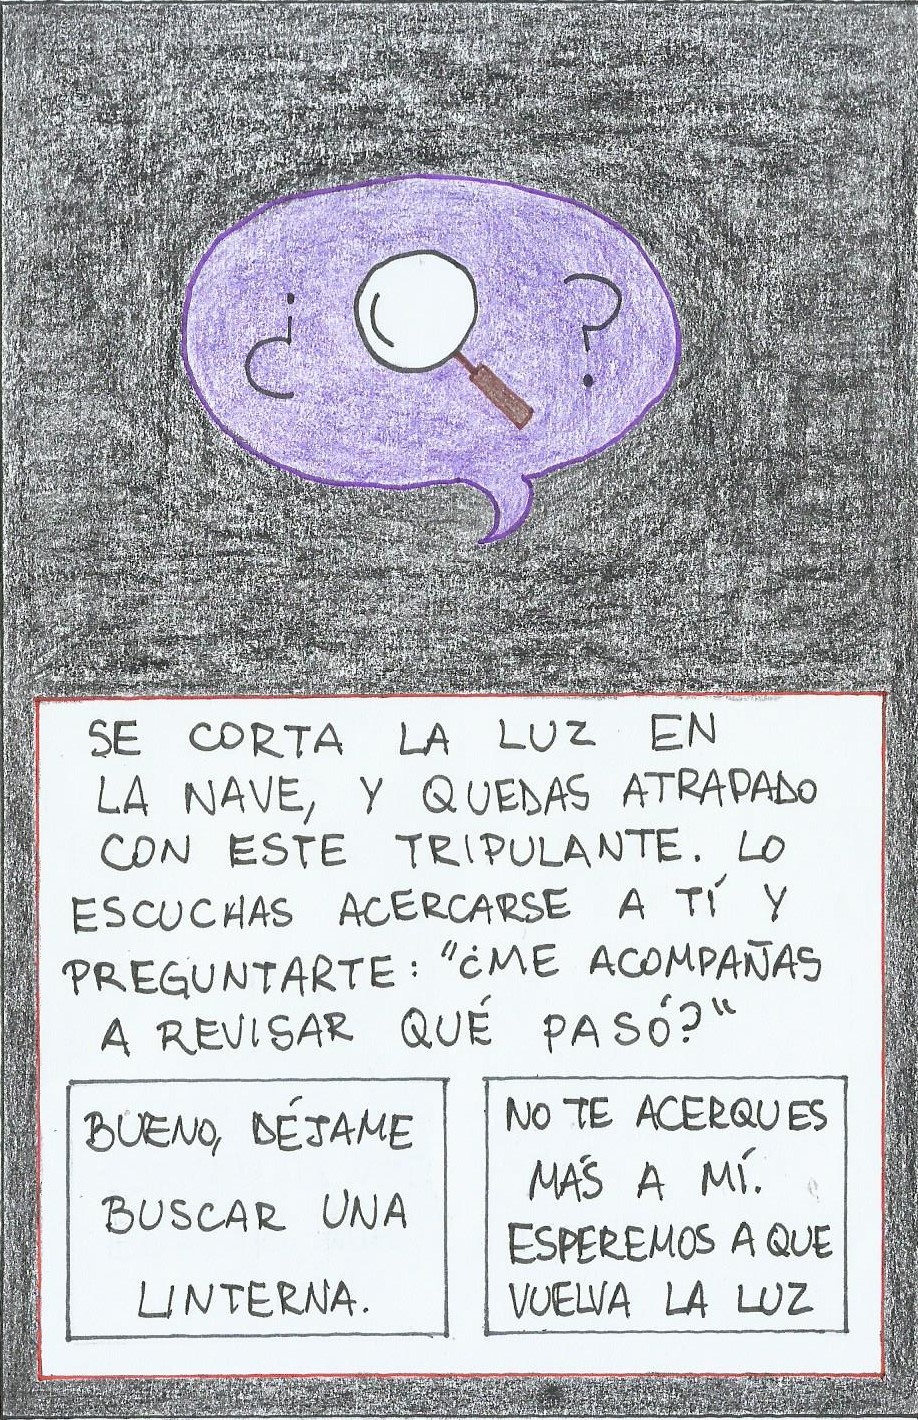 ¿ ?
SE CORTA LA LUZ EN
LA NAVE, Y QUEDAS ATRAPADO
CON ESTE TRIPULANTE. LO
ESCUCHAS ACERCARSE A TÍ Y
PREGUNTARTE: "¿ME ACOMPAÑAS
A REVISAR QUÉ PASÓ?"
BUENO, DÉJAME
BUSCAR UNA
LINTERNA.
NO TE ACERQUES
MÁS A MÍ.
ESPEREMOS A QUE
VUELVA LA LUZ